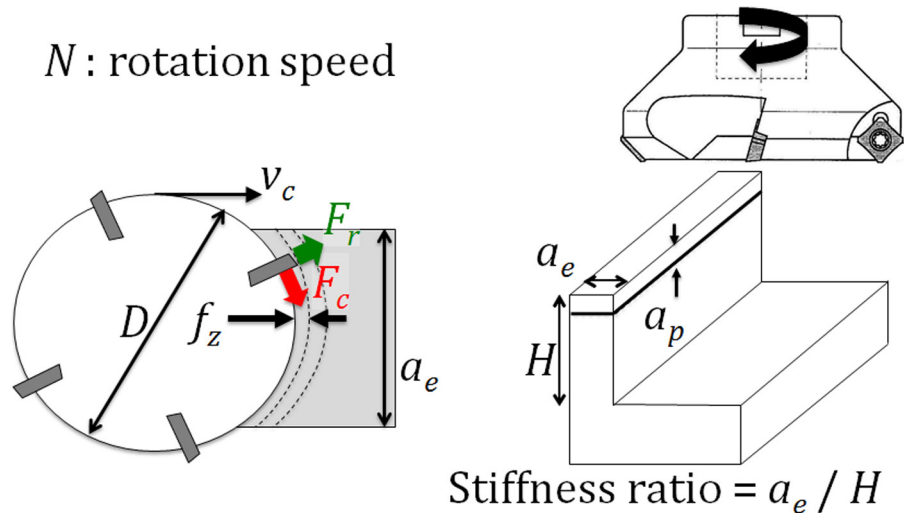 N : rotation speed
v_c
F_r
F_c
D
f_z
a_e
a_e
a_p
H
Stiffness ratio = a_e / H